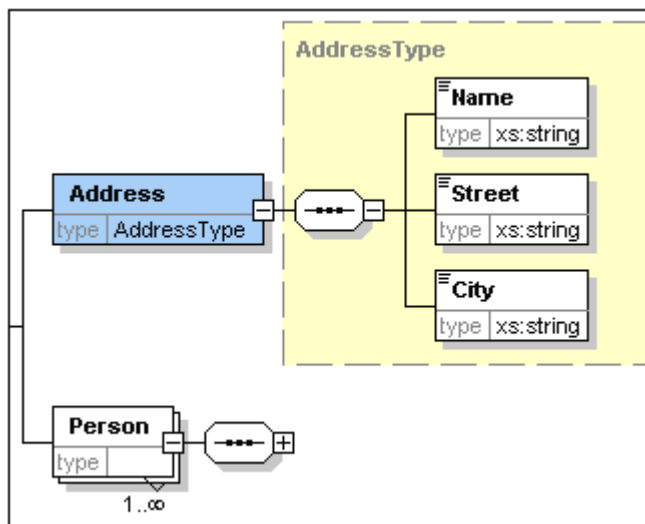 AddressType
Name
type xs:string
Address
type AddressType
Street
type xs:string
City
type xs:string
Person
type
1..∞